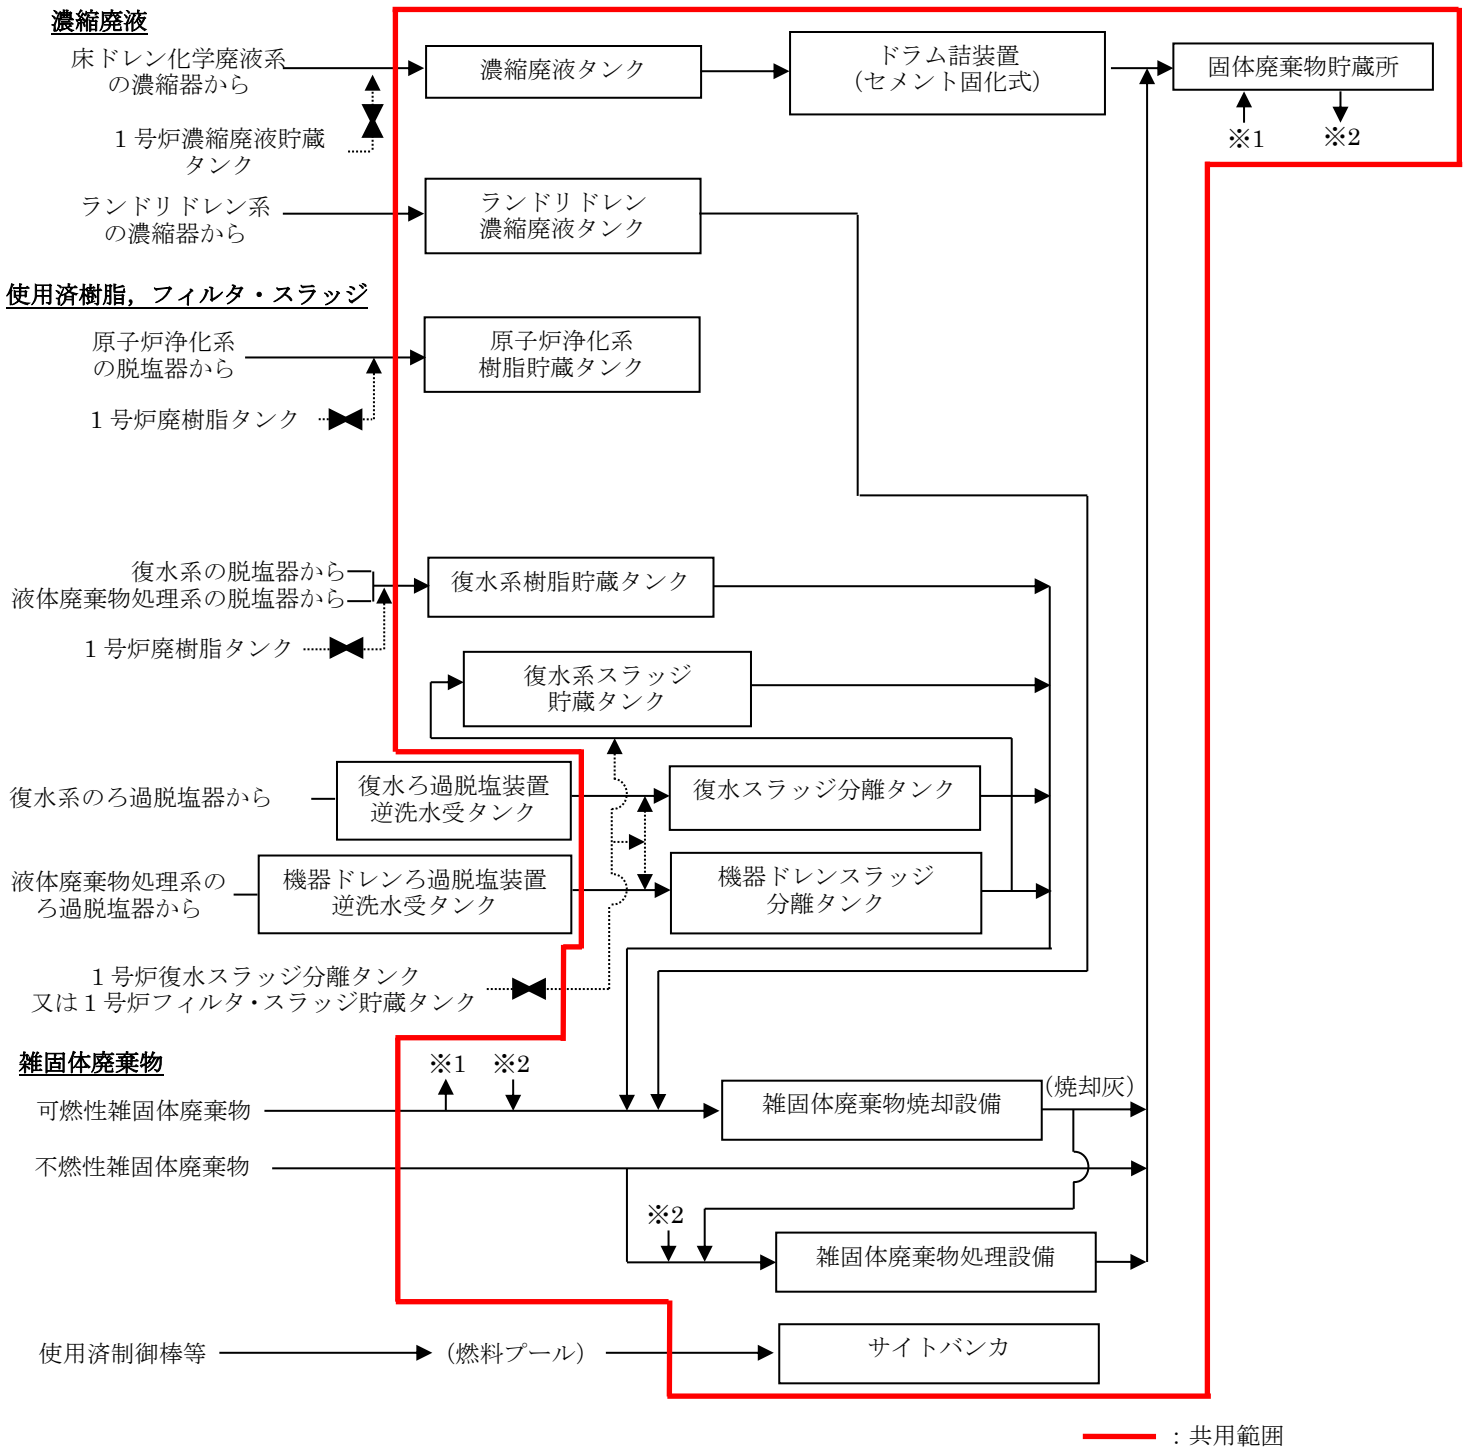 濃縮廃液
床ドレン化学廃液系
の濃縮器から
濃縮廃液タンク
ドラム詰装置
（セメント固化式）
固体廃棄物貯蔵所
※1
※2
1 号炉濃縮廃液貯蔵
タンク
ランドリドレン系
の濃縮器から
ランドリドレン
濃縮廃液タンク
使用済樹脂，フィルタ・スラッジ
原子炉浄化系
の脱塩器から
原子炉浄化系
樹脂貯蔵タンク
1 号炉廃樹脂タンク
復水系の脱塩器から
液体廃棄物処理系の脱塩器から
復水系樹脂貯蔵タンク
1 号炉廃樹脂タンク
復水系スラッジ
貯蔵タンク
復水系のろ過脱塩器から
復水ろ過脱塩装置
逆洗水受タンク
復水スラッジ分離タンク
液体廃棄物処理系の
ろ過脱塩器から
機器ドレンろ過脱塩装置
逆洗水受タンク
機器ドレンスラッジ
分離タンク
1 号炉復水スラッジ分離タンク
又は 1 号炉フィルタ・スラッジ貯蔵タンク
雑固体廃棄物
※1
※2
可燃性雑固体廃棄物
雑固体廃棄物焼却設備
（焼却灰）
不燃性雑固体廃棄物
※2
雑固体廃棄物処理設備
使用済制御棒等
（燃料プール）
サイトバンカ
：共用範囲